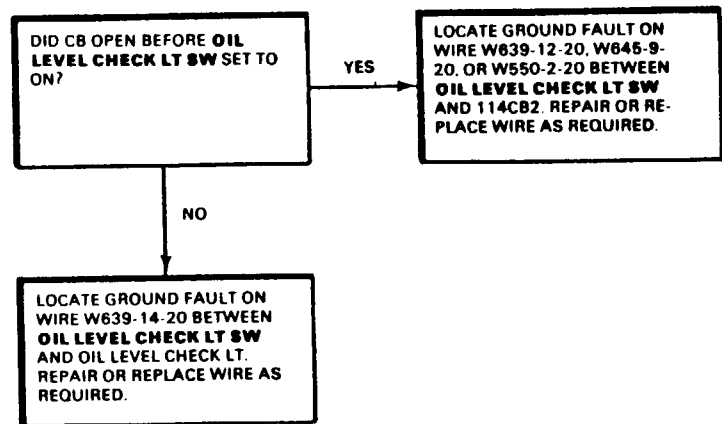 DID CB OPEN BEFORE OIL
LEVEL CHECK LT SW SET TO
ON?
YES
LOCATE GROUND FAULT ON
WIRE W639-12-20, W645-9-
20, OR W550-2-20 BETWEEN
OIL LEVEL CHECK LT SW
AND 114CB2. REPAIR OR RE-
PLACE WIRE AS REQUIRED.
NO
LOCATE GROUND FAULT ON
WIRE W639-14-20 BETWEEN
OIL LEVEL CHECK LT SW
AND OIL LEVEL CHECK LT.
REPAIR OR REPLACE WIRE AS
REQUIRED.